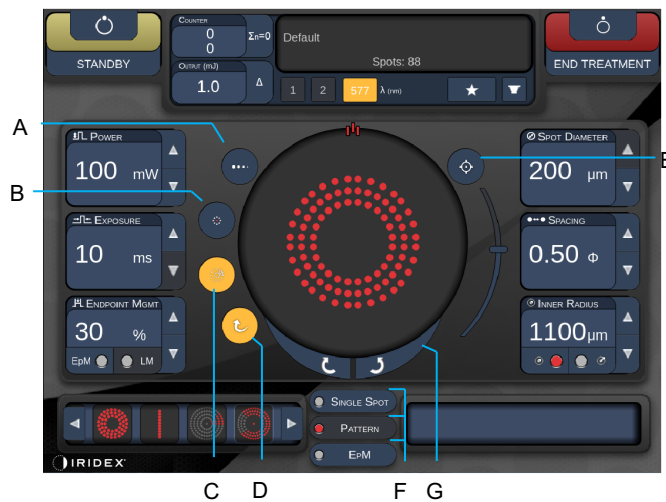 STANDBY
COUNTER
0
0
Σn=0
OUTPUT (mJ)
1.0
Δ
Default
Spots: 88
1 2 577 λ (nm)
END TREATMENT
A
B
E
POWER
100 mW
EXPOSURE
10 ms
ENDPOINT MGMT
30 %
EpM LM
SPOT DIAMETER
200 µm
SPACING
0.50 Φ
INNER RADIUS
1100µm
SINGLE SPOT
PATTERN
EPM
IRIDEX
C D F G